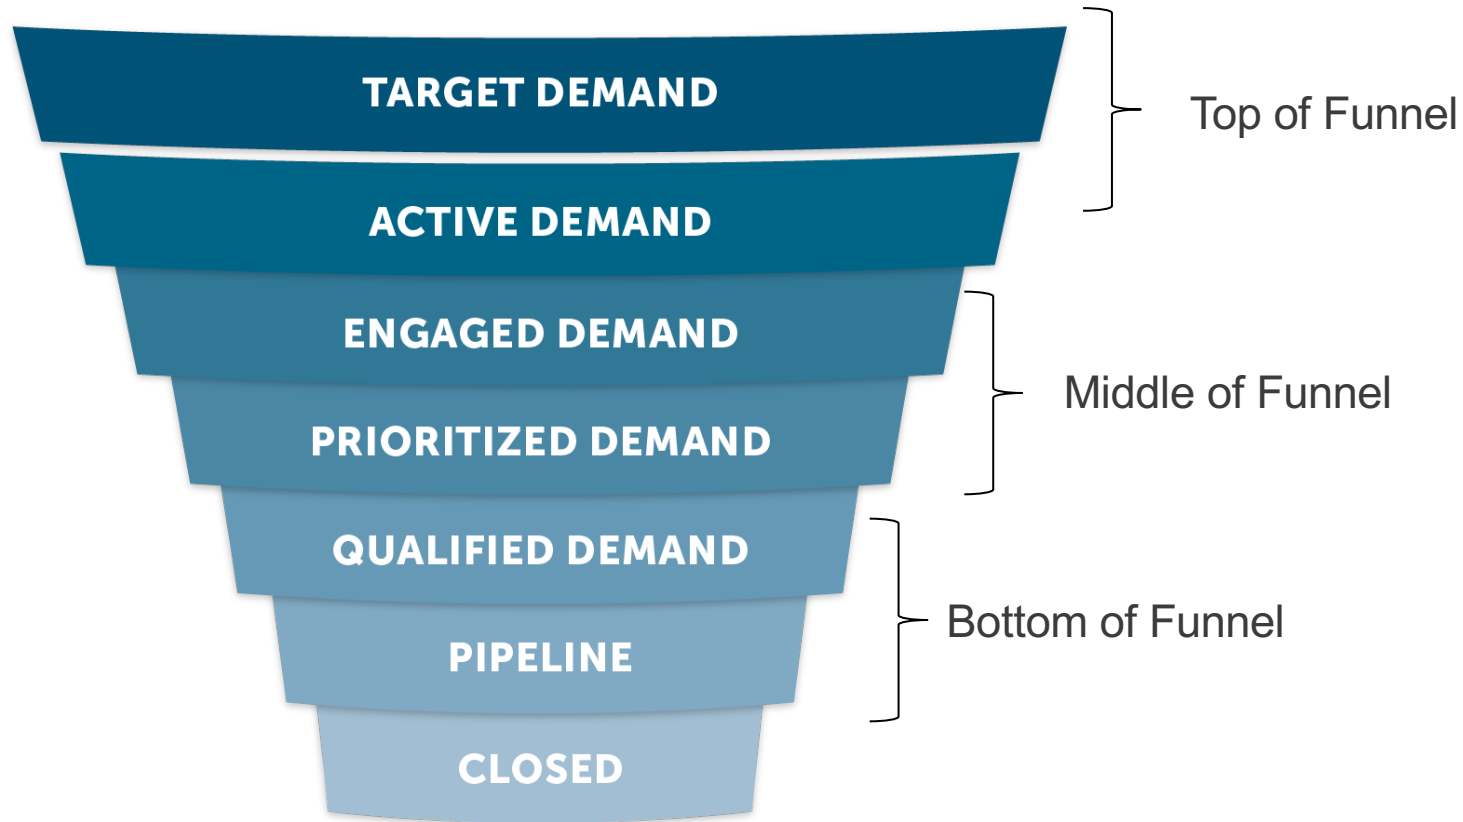 TARGET DEMAND
Top of Funnel
ACTIVE DEMAND
ENGAGED DEMAND
Middle of Funnel
PRIORITIZED DEMAND
QUALIFIED DEMAND
Bottom of Funnel
PIPELINE
CLOSED